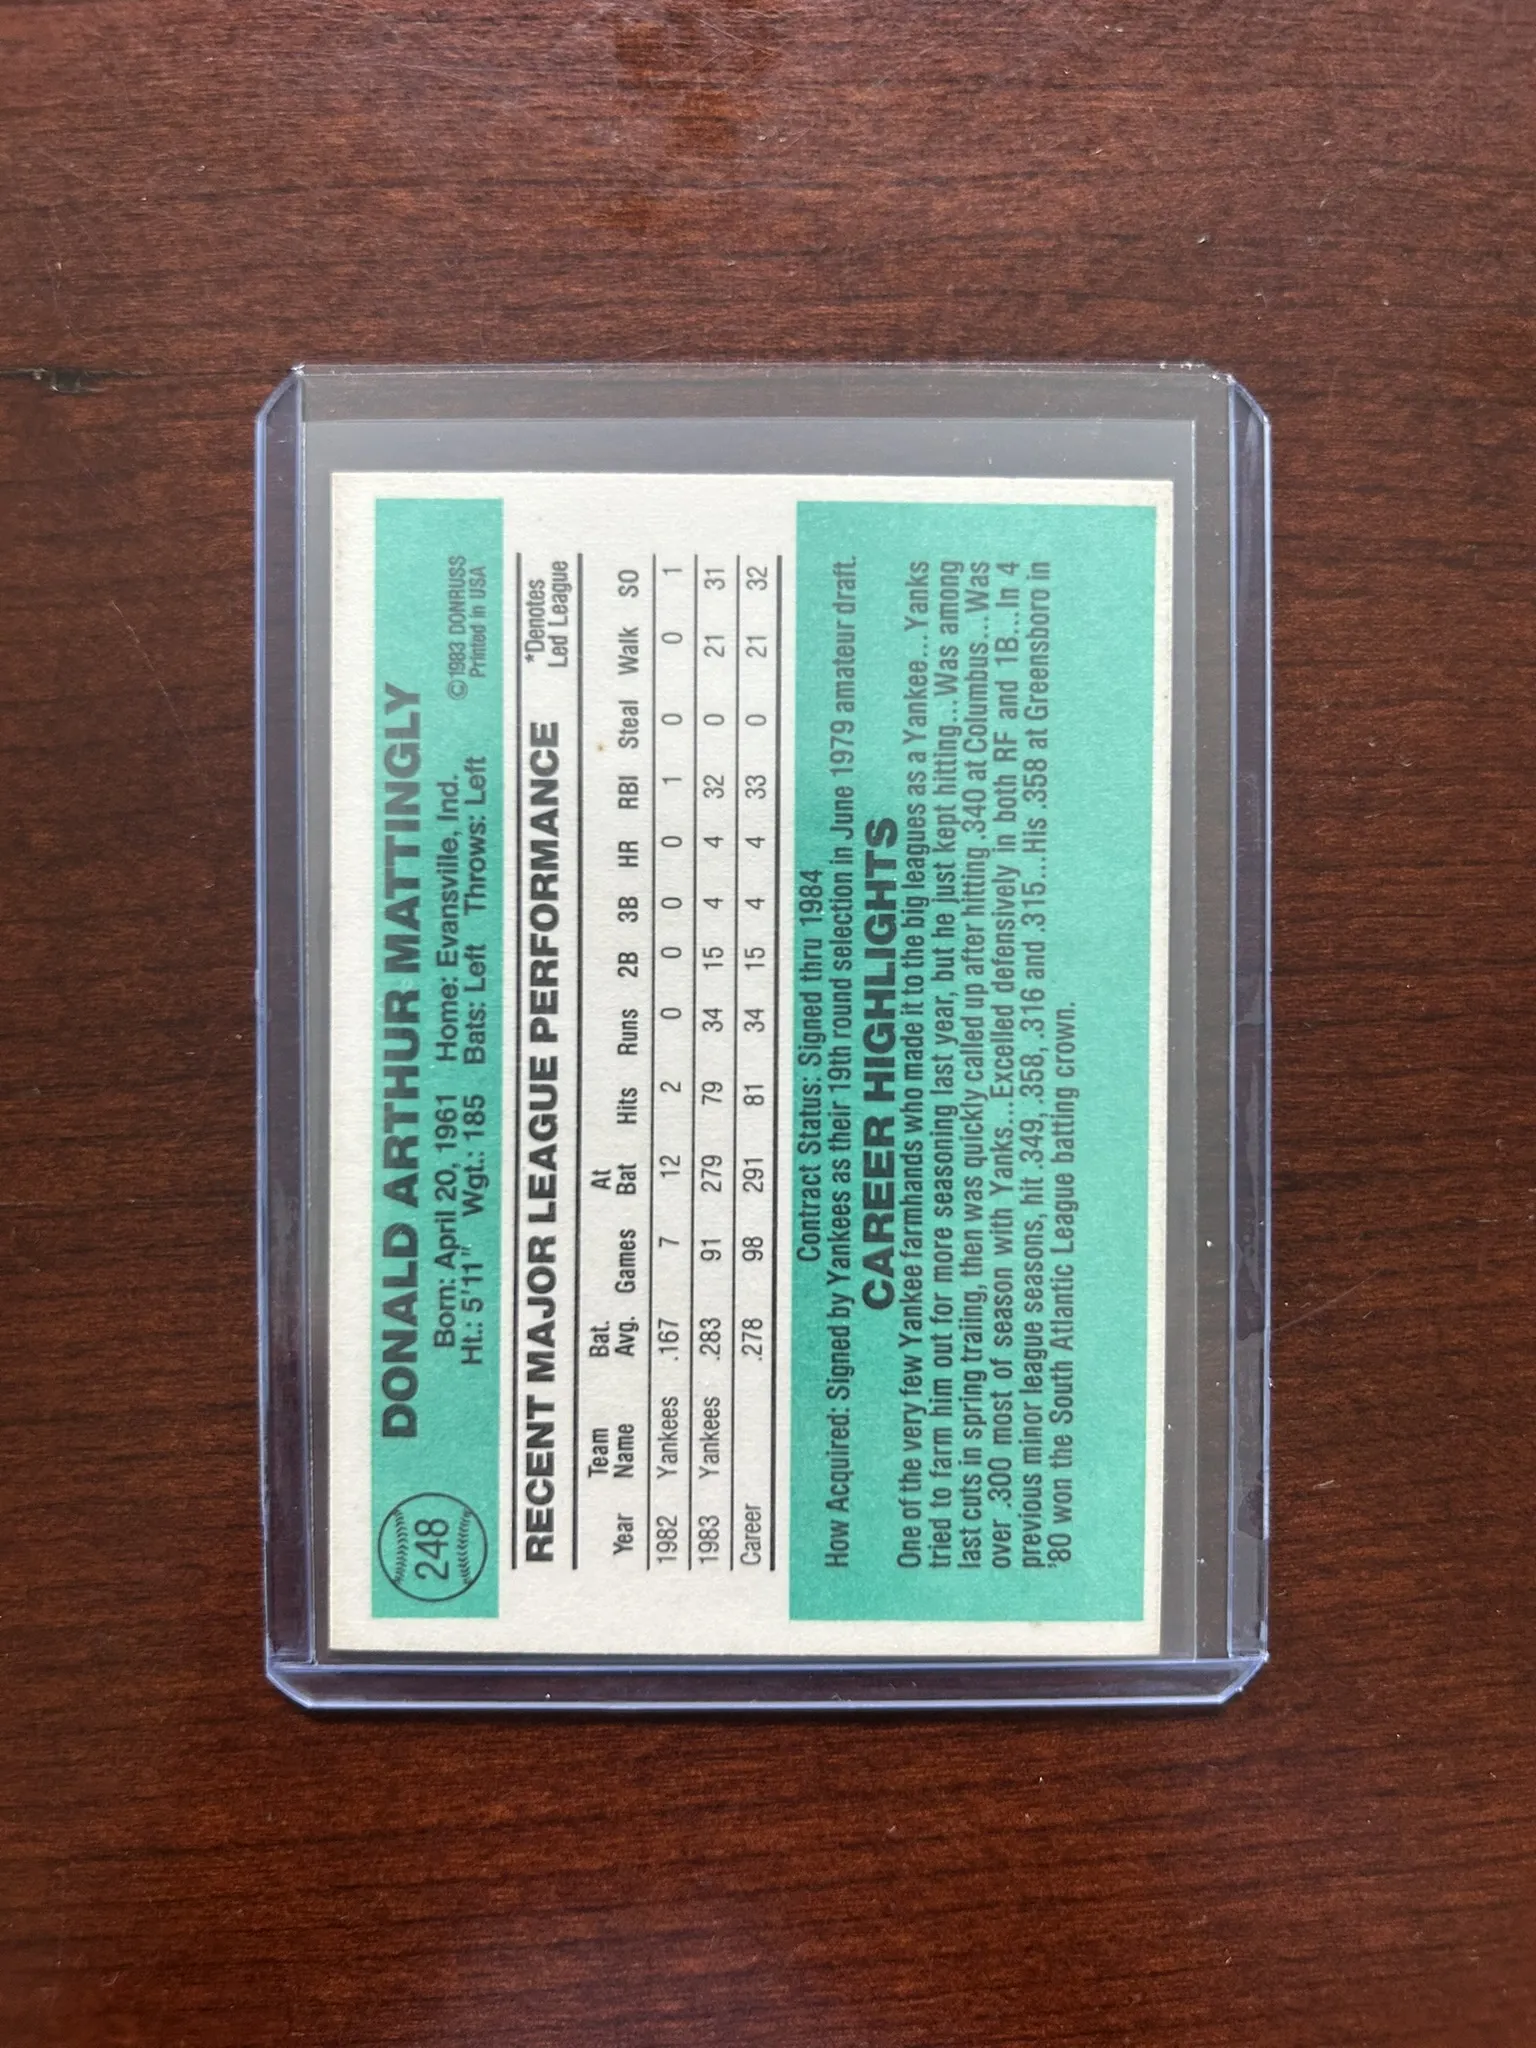 248
DONALD ARTHUR MATTINGLY
Born: April 20, 1961 Home: Evansville, Ind. ©1983 DONRUSS
Ht.: 5'11" Wgt.: 185 Bats: Left Throws: Left Printed in USA
RECENT MAJOR LEAGUE PERFORMANCE *Denotes Led League
Year Team Name Bat. Avg. Games At Bat Hits Runs 2B 3B HR RBI Steal Walk SO
1982 Yankees .167 7 12 2 0 0 0 0 1 0 0 1
1983 Yankees .283 91 279 79 34 15 4 4 32 0 21 31
Career .278 98 291 81 34 15 4 4 33 0 21 32
Contract Status: Signed thru 1984
How Acquired: Signed by Yankees as their 19th round selection in June 1979 amateur draft.
CAREER HIGHLIGHTS
One of the very few Yankee farmhands who made it to the big leagues as a Yankee...Yanks
tried to farm him out for more seasoning last year, but he just kept hitting...Was among
last cuts in spring traiing, then was quickly called up after hitting .340 at Columbus...Was
over .300 most of season with Yanks...Excelled defensively in both RF and 1B...In 4
previous minor league seasons, hit .349, .358, .316 and .315...His .358 at Greensboro in
'80 won the South Atlantic League batting crown.